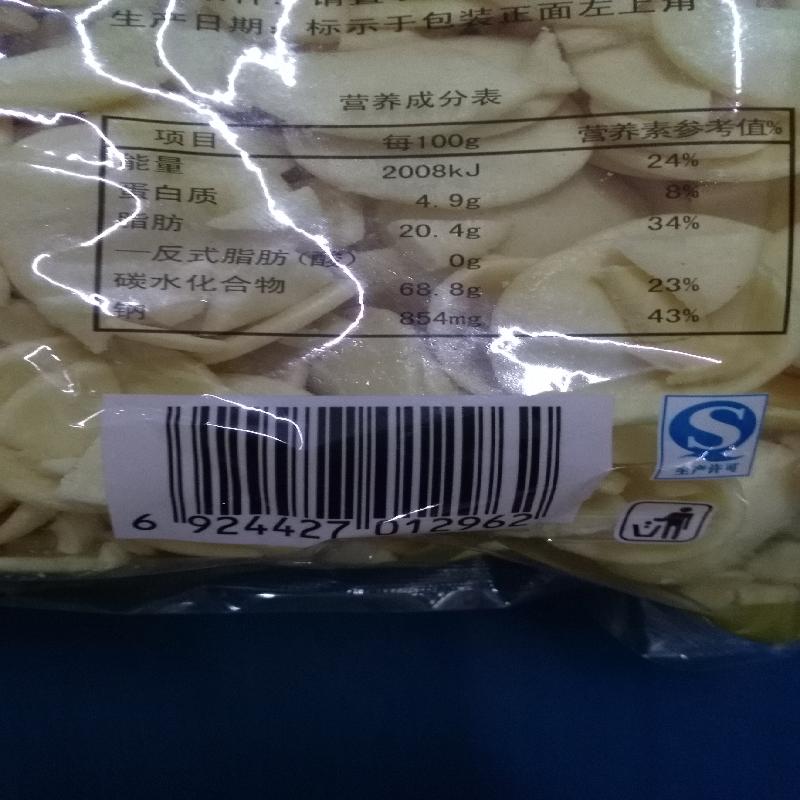 生产日期：标示于包装正面左上角
营养成分表
项目 每100g 营养素参考值%
能量 2008kJ 24%
蛋白质 4.9g 8%
脂肪 20.4g 34%
—反式脂肪（酸） 0g
碳水化合物 68.8g 23%
钠 854mg 43%
6 924427 012962
生产许可